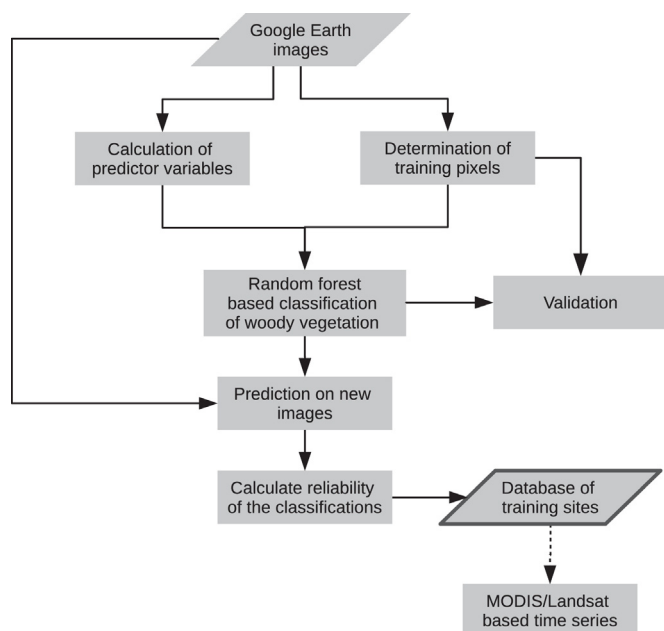 Google Earth
images
Calculation of
predictor variables
Determination of
training pixels
Random forest
based classification
of woody vegetation
Validation
Prediction on new
images
Calculate reliability
of the classifications
Database of
training sites
MODIS/Landsat
based time series